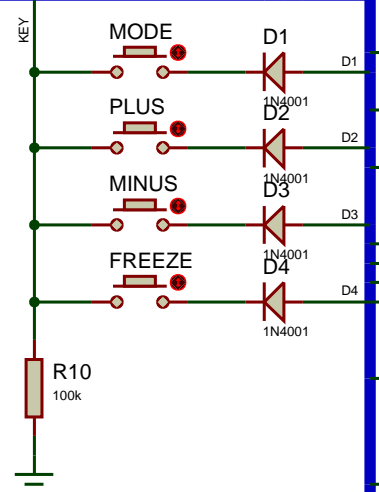 KEY
MODE
D1
D1
1N4001
PLUS
D2
D2
1N4001
MINUS
D3
D3
1N4001
FREEZE
D4
D4
1N4001
R10
100k